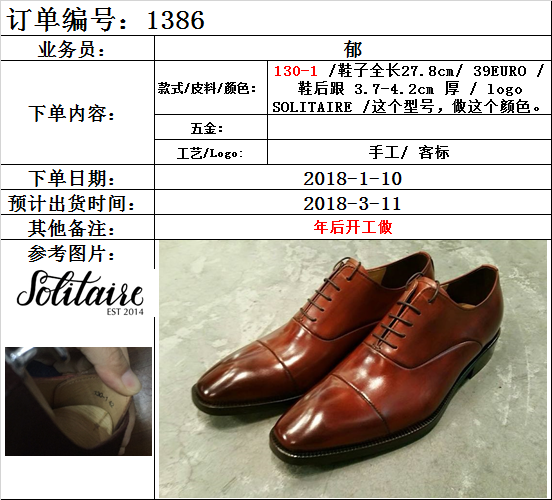 订单编号：1386
业务员：
郁
下单内容：
款式/皮料/颜色：
130-1 /鞋子全长27.8cm/ 39EURO /
鞋后跟 3.7-4.2cm 厚 / logo
SOLITAIRE /这个型号，做这个颜色。
五金：
工艺/Logo:
手工/ 客标
下单日期：
2018-1-10
预计出货时间：
2018-3-11
其他备注：
年后开工做
参考图片：
Solitaire
EST 2014